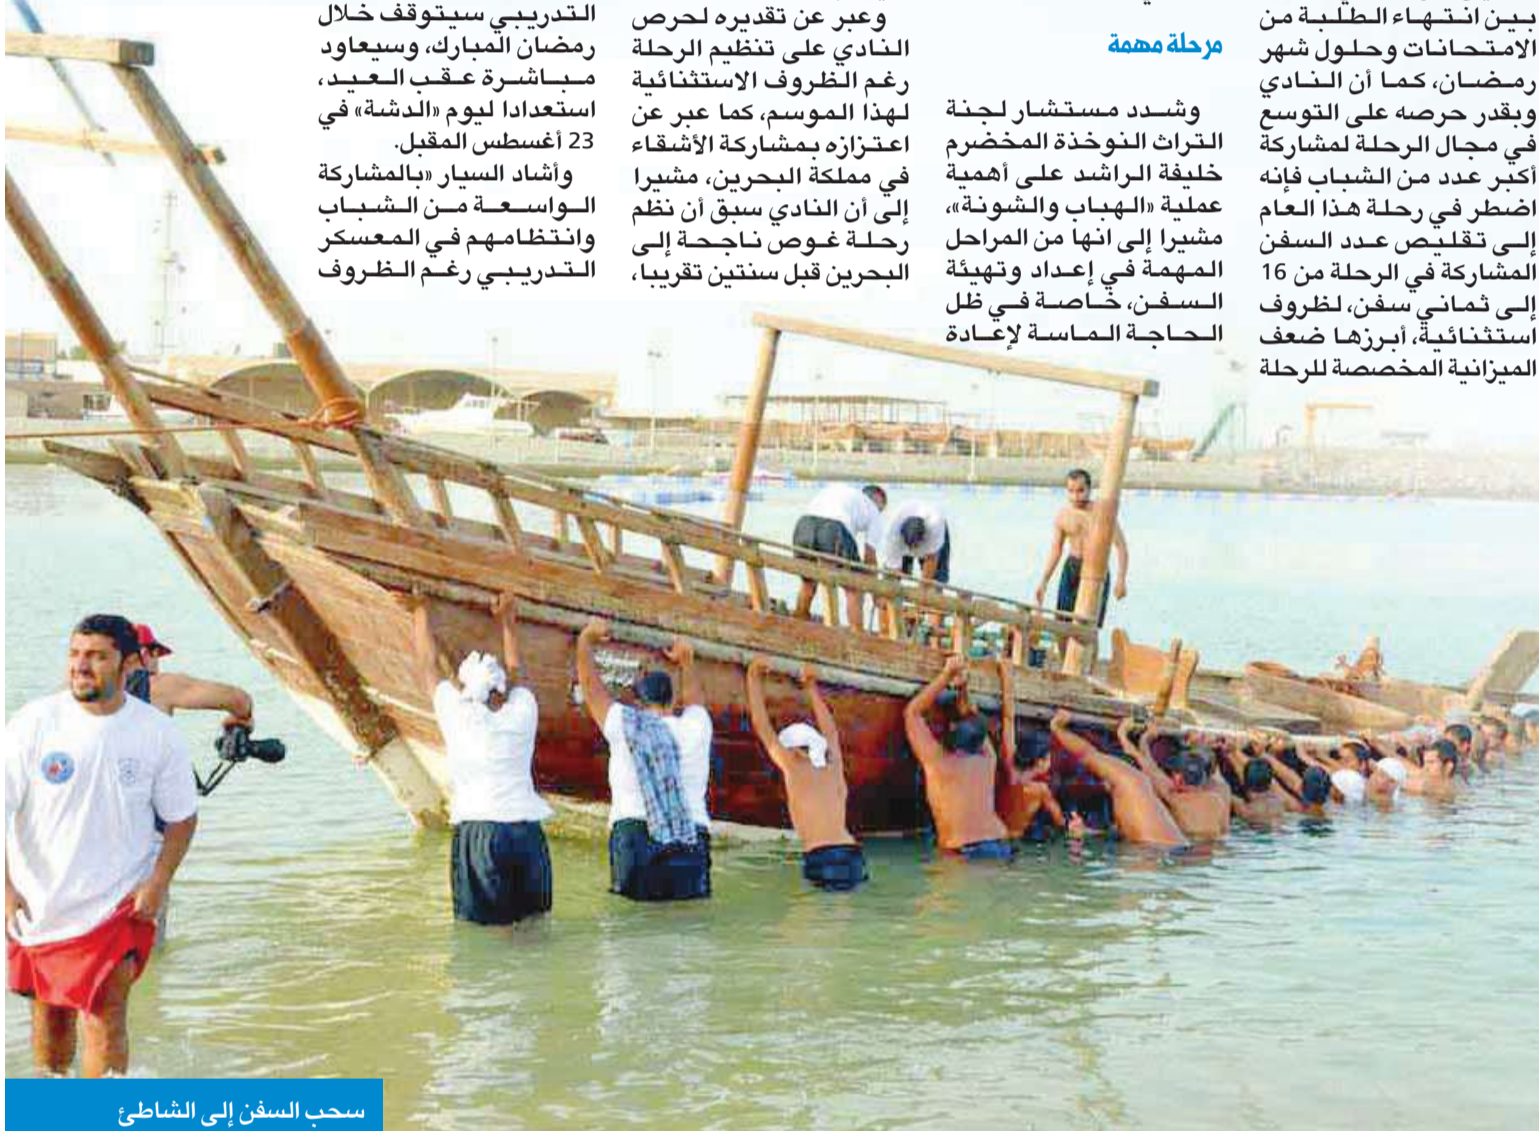 بين انتهاء الطلبة من
الامتحانات وحلول شهر
رمضان، كما أن النادي
وبقدر حرصه على التوسع
في مجال الرحلة لمشاركة
أكبر عدد من الشباب فإنه
اضطر في رحلة هذا العام
إلى تقليص عدد السفن
المشاركة في الرحلة من 16
إلى ثماني سفن، لظروف
استثنائية، أبرزها ضعف
الميزانية المخصصة للرحلة
مرحلة مهمة
وشدد مستشار لجنة
التراث النوخذة المخضرم
خليفة الراشد على أهمية
عملية «الهباب والشونة»،
مشيرا إلى انها من المراحل
المهمة في إعداد وتهيئة
السفن، خاصة في ظل
الحاجة الماسة لإعادة
وعبر عن تقديره لحرص
النادي على تنظيم الرحلة
رغم الظروف الاستثنائية
لهذا الموسم، كما عبر عن
اعتزازه بمشاركة الأشقاء
في مملكة البحرين، مشيرا
إلى أن النادي سبق أن نظم
رحلة غوص ناجحة إلى
البحرين قبل سنتين تقريبا،
التدريبي سيتوقف خلال
رمضان المبارك، وسيعاود
مباشرة عقب العيد،
استعدادا ليوم «الدشة» في
23 أغسطس المقبل.
وأشاد السيار «بالمشاركة
الواسعة من الشباب
وانتظامهم في المعسكر
التدريبي رغم الظروف
سحب السفن إلى الشاطئ